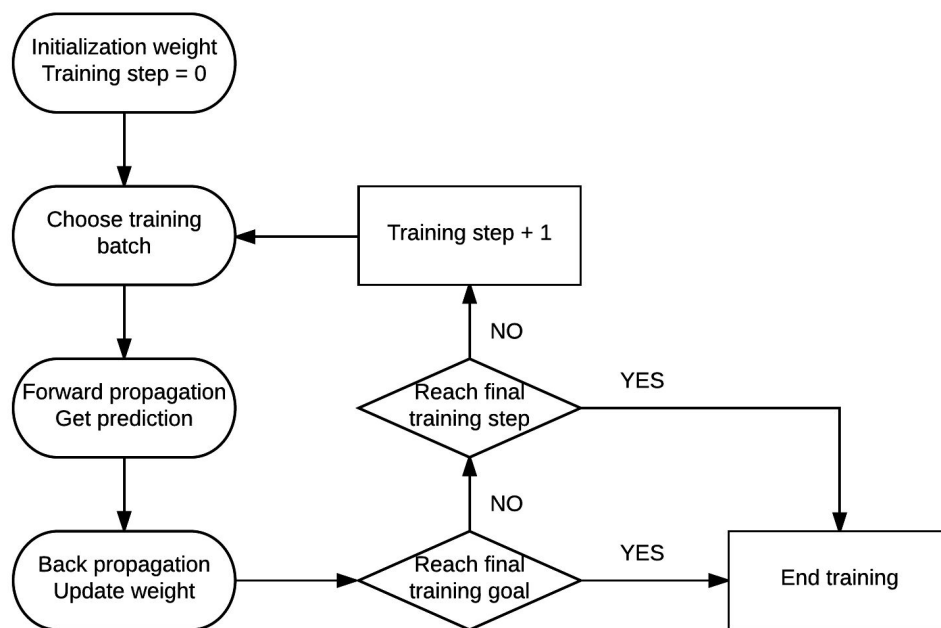 Initialization weight
Training step = 0
Choose training
batch
Training step + 1
NO
Forward propagation
Get prediction
Reach final
training step
YES
NO
Back propagation
Update weight
Reach final
training goal
YES
End training